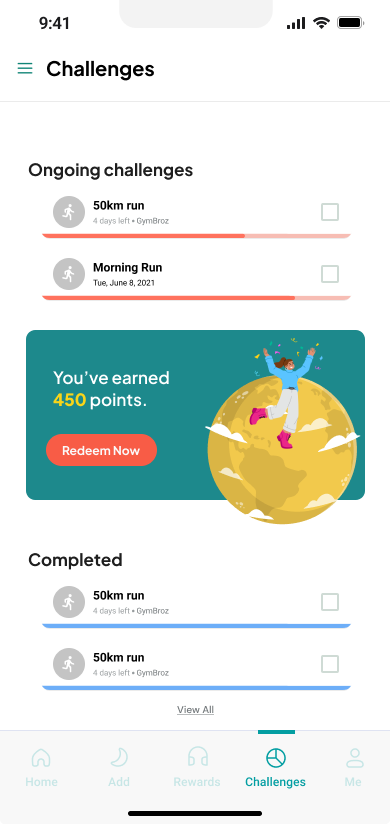 9:41
Challenges
Ongoing challenges
50km run
4 days left • GymBroz
Morning Run
Tue, June 8, 2021
You’ve earned
450 points.
Redeem Now
Completed
50km run
4 days left • GymBroz
50km run
4 days left • GymBroz
View All
Home Add Rewards Challenges Me